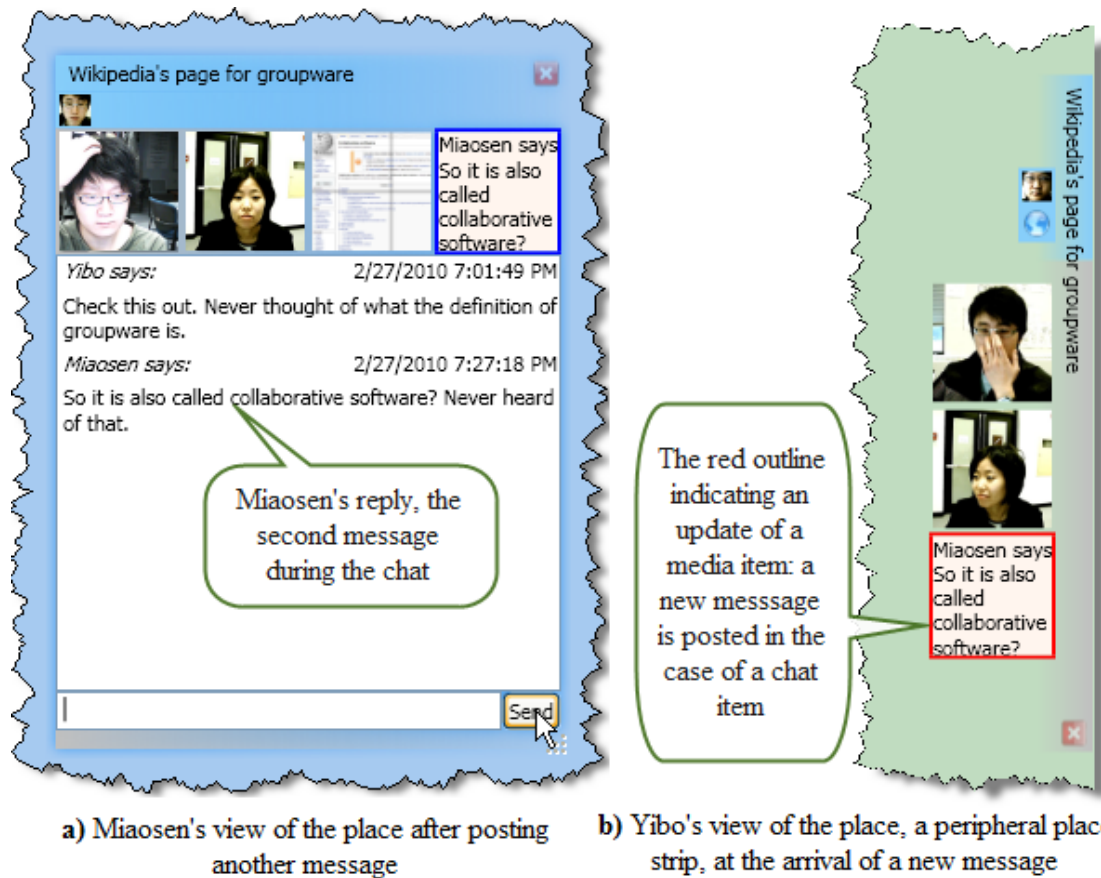 Wikipedia's page for groupware
Miaosen says
So it is also
called
collaborative
software?
Yibo says: 2/27/2010 7:01:49 PM
Check this out. Never thought of what the definition of
groupware is.
Miaosen says: 2/27/2010 7:27:18 PM
So it is also called collaborative software? Never heard
of that.
Miaosen's reply, the
second message
during the chat
Send
a) Miaosen's view of the place after posting
another message
Wikipedia's page for groupware
Miaosen says
So it is also
called
collaborative
software?
The red outline
indicating an
update of a
media item: a
new messsage
is posted in the
case of a chat
item
b) Yibo's view of the place, a peripheral place
strip, at the arrival of a new message